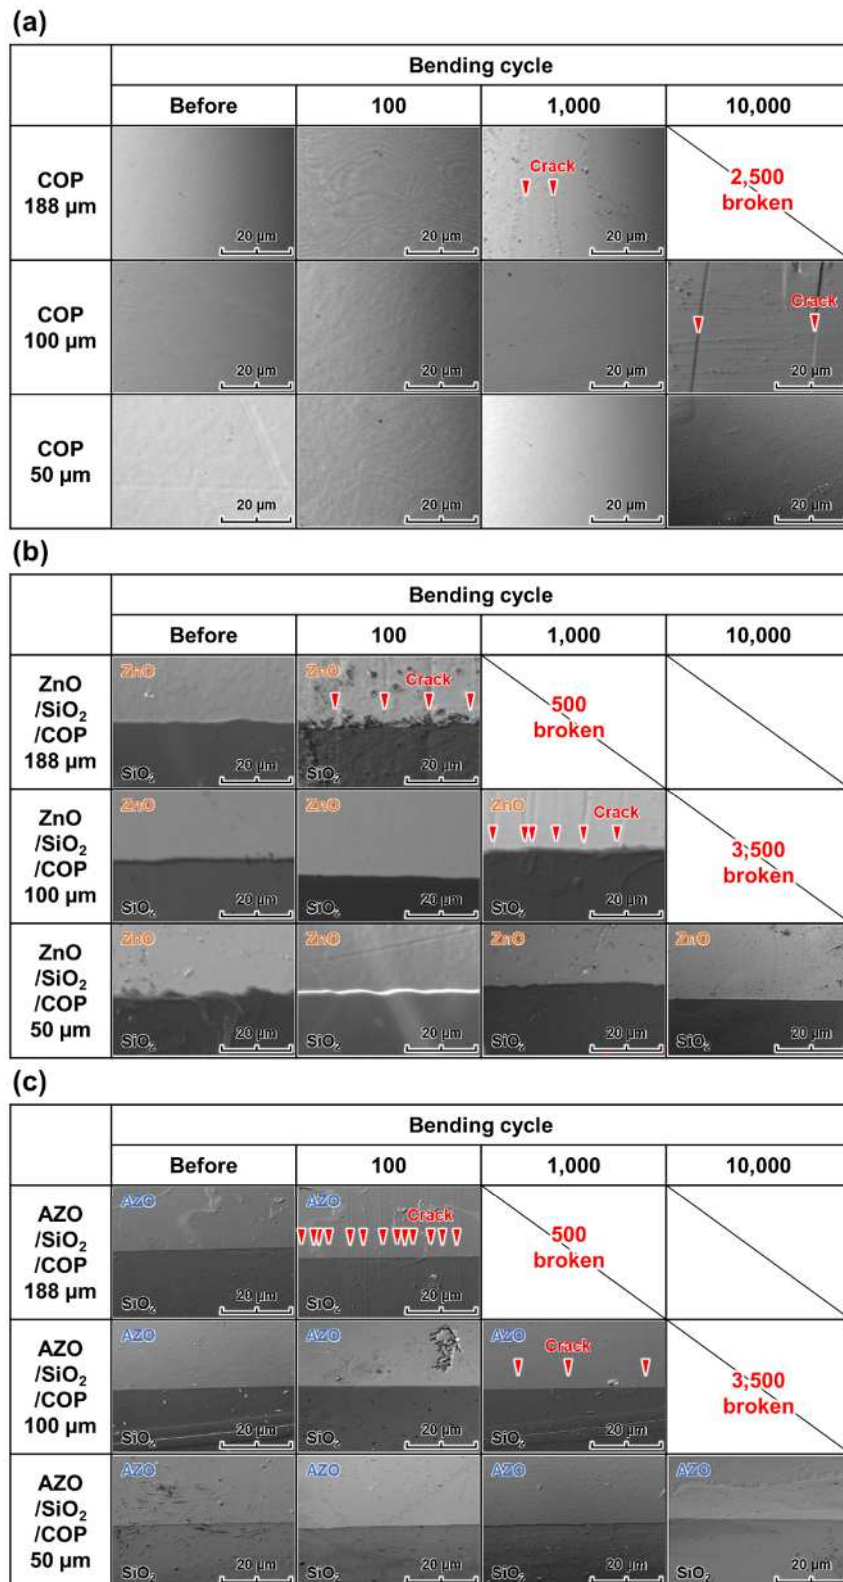 (a)
Bending cycle
Before 100 1,000 10,000
COP
188 µm
20 µm
20 µm
Crack
20 µm
2,500
broken
COP
100 µm
20 µm
20 µm
20 µm
Crack
20 µm
COP
50 µm
20 µm
20 µm
20 µm
20 µm
(b)
Bending cycle
Before 100 1,000 10,000
ZnO
/SiO₂
/COP
188 µm
ZnO
SiO₂
20 µm
ZnO
Crack
SiO₂
20 µm
500
broken
ZnO
/SiO₂
/COP
100 µm
ZnO
SiO₂
20 µm
ZnO
SiO₂
20 µm
ZnO
Crack
SiO₂
20 µm
3,500
broken
ZnO
/SiO₂
/COP
50 µm
ZnO
SiO₂
20 µm
ZnO
SiO₂
20 µm
ZnO
SiO₂
20 µm
ZnO
SiO₂
20 µm
(c)
Bending cycle
Before 100 1,000 10,000
AZO
/SiO₂
/COP
188 µm
AZO
SiO₂
20 µm
AZO
Crack
SiO₂
20 µm
500
broken
AZO
/SiO₂
/COP
100 µm
AZO
SiO₂
20 µm
AZO
SiO₂
20 µm
AZO
Crack
SiO₂
20 µm
3,500
broken
AZO
/SiO₂
/COP
50 µm
AZO
SiO₂
20 µm
AZO
SiO₂
20 µm
AZO
SiO₂
20 µm
AZO
SiO₂
20 µm